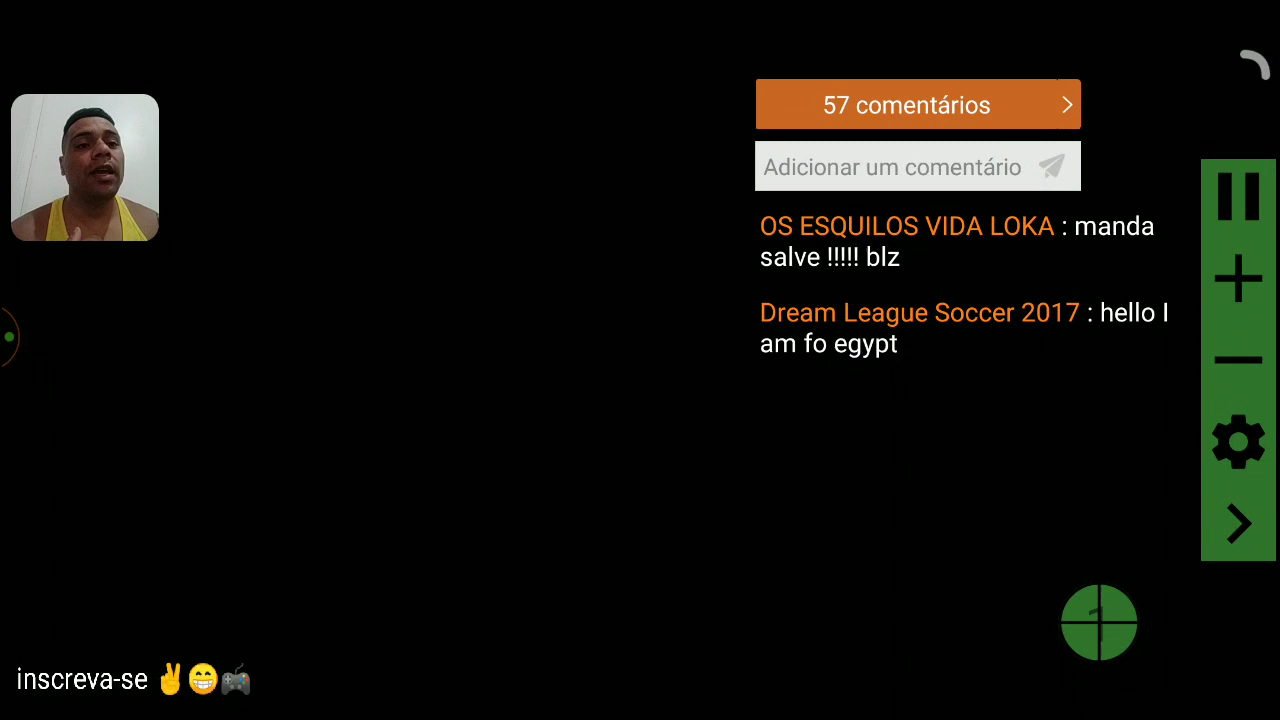 57 comentários
Adicionar um comentário
OS ESQUILOS VIDA LOKA : manda
salve !!!!! blz
Dream League Soccer 2017 : hello I
am fo egypt
1
inscreva-se ✌😁🎮